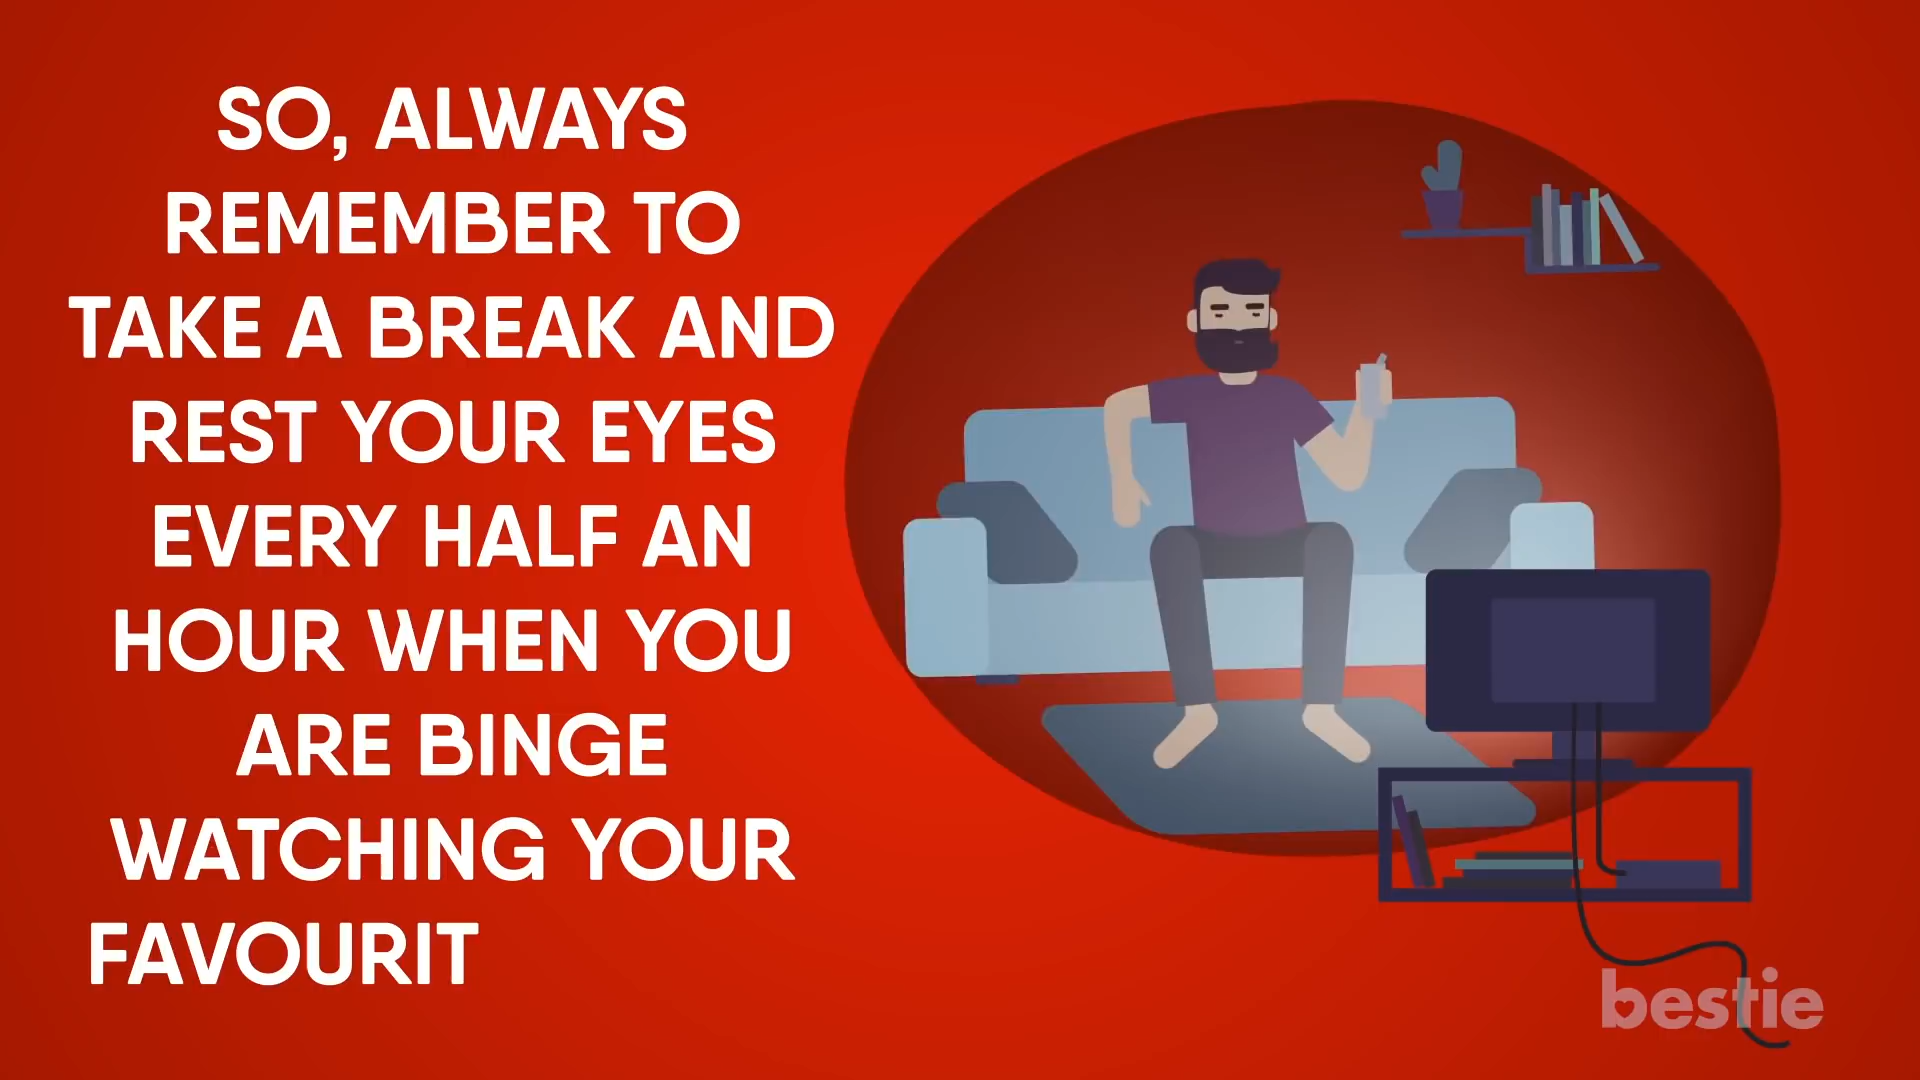 SO, ALWAYS
REMEMBER TO
TAKE A BREAK AND
REST YOUR EYES
EVERY HALF AN
HOUR WHEN YOU
ARE BINGE
WATCHING YOUR
FAVOURIT
bestie